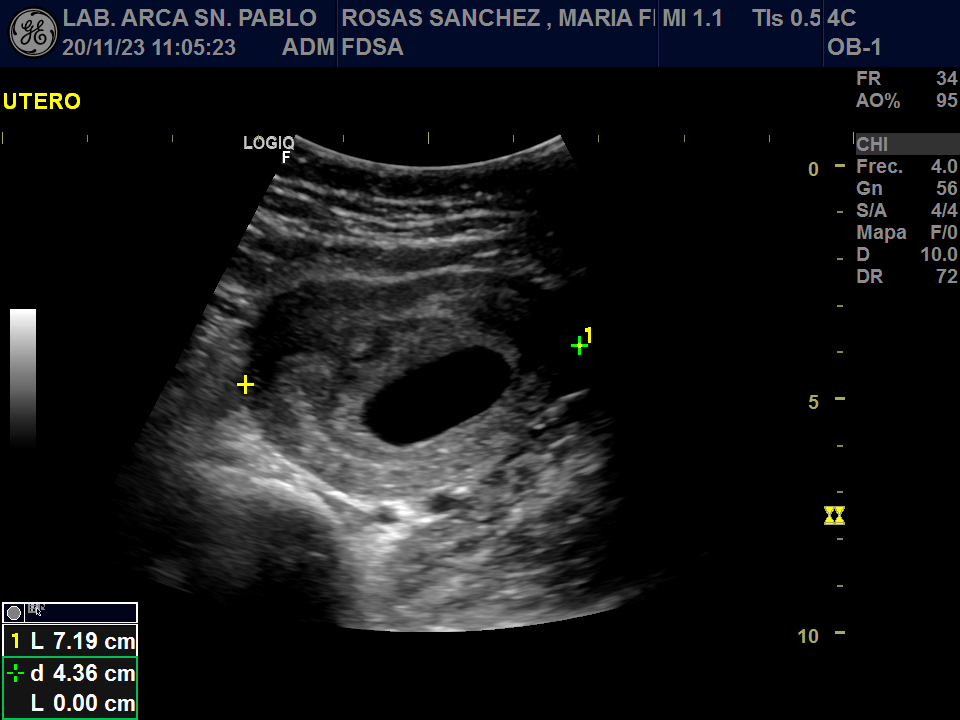 LAB. ARCA SN. PABLO ROSAS SANCHEZ , MARIA FI MI 1.1 TIs 0.5 4C
20/11/23 11:05:23 ADM FDSA OB-1
FR 34
AO% 95
UTERO
LOGIQ
F
CHI
Frec. 4.0
Gn 56
S/A 4/4
Mapa F/0
D 10.0
DR 72
0
1
5
10
1 L 7.19 cm
d 4.36 cm
L 0.00 cm